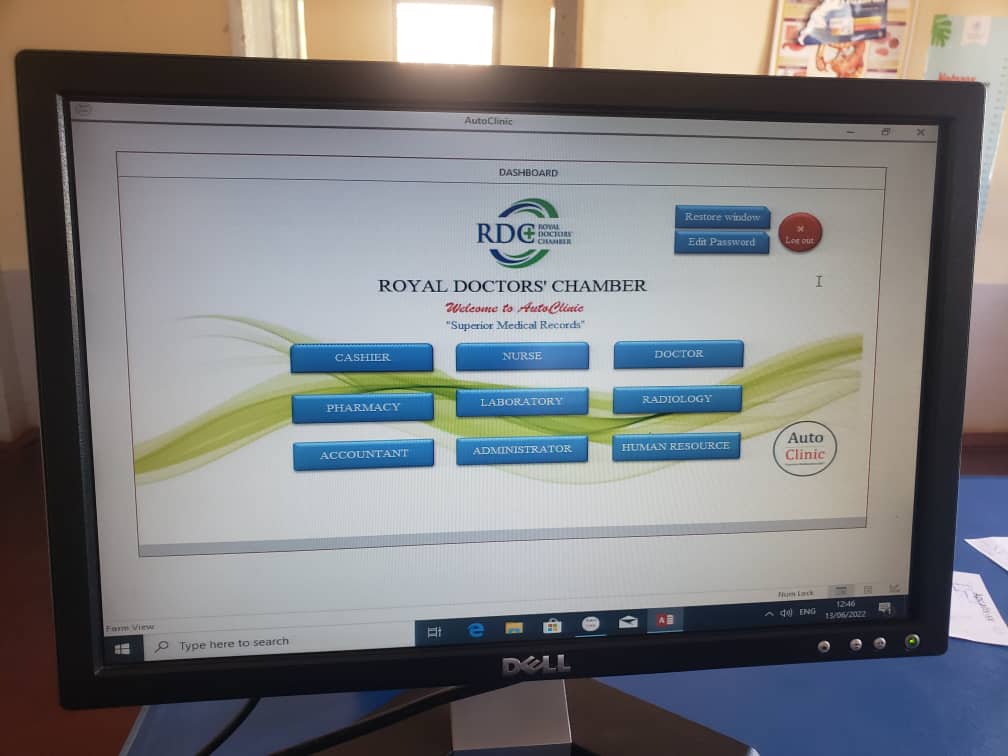 AutoClinic
DASHBOARD
RDC ROYAL
DOCTORS'
CHAMBER
Restore window
Edit Password
×
Log out
ROYAL DOCTORS' CHAMBER
Welcome to AutoClinic
"Superior Medical Records"
CASHIER NURSE DOCTOR
PHARMACY LABORATORY RADIOLOGY
ACCOUNTANT ADMINISTRATOR HUMAN RESOURCE
Auto
Clinic
Num Lock
Form View
Type here to search
ENG
12:46
13/06/2022
DELL